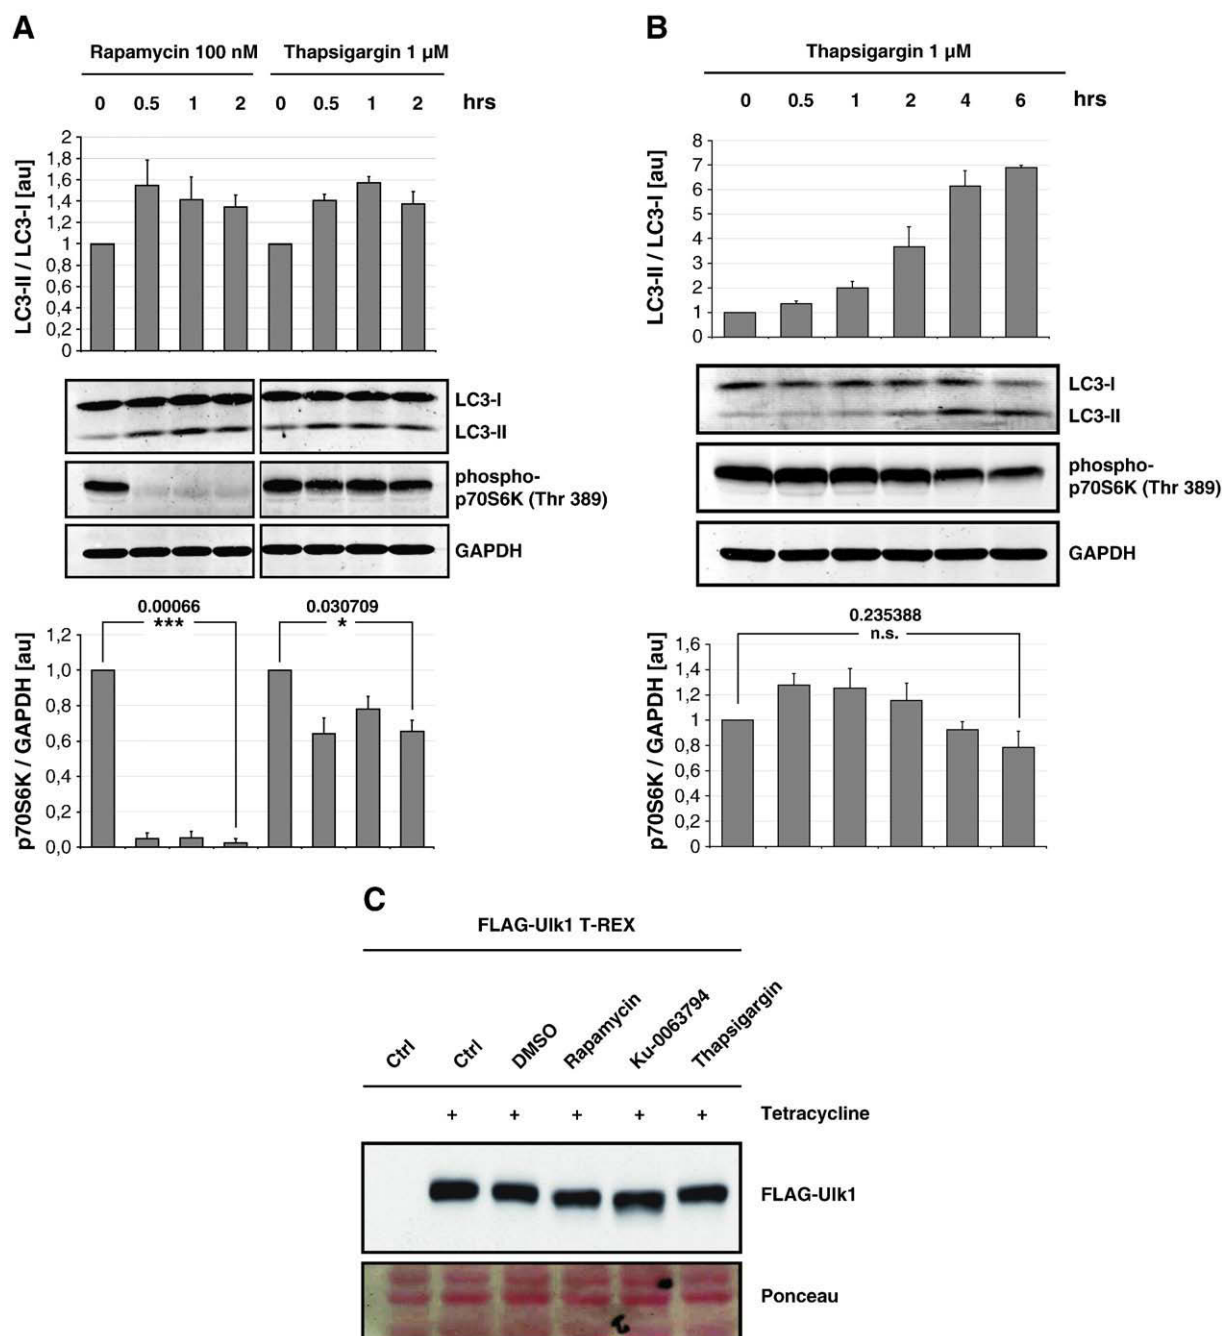 A
Rapamycin 100 nM
Thapsigargin 1 µM
0 0.5 1 2 0 0.5 1 2 hrs
LC3-II / LC3-I [au]
2
1,8
1,6
1,4
1,2
1
0,8
0,6
0,4
0,2
0
LC3-I
LC3-II
phospho-
p70S6K (Thr 389)
GAPDH
0.00066
***
0.030709
*
p70S6K / GAPDH [au]
1,2
1,0
0,8
0,6
0,4
0,2
0,0
B
Thapsigargin 1 µM
0 0.5 1 2 4 6 hrs
LC3-II / LC3-I [au]
8
7
6
5
4
3
2
1
0
LC3-I
LC3-II
phospho-
p70S6K (Thr 389)
GAPDH
0.235388
n.s.
p70S6K / GAPDH [au]
1,6
1,4
1,2
1
0,8
0,6
0,4
0,2
0
C
FLAG-Ulk1 T-REX
Ctrl
Ctrl
DMSO
Rapamycin
Ku-0063794
Thapsigargin
+ + + + + Tetracycline
FLAG-Ulk1
Ponceau